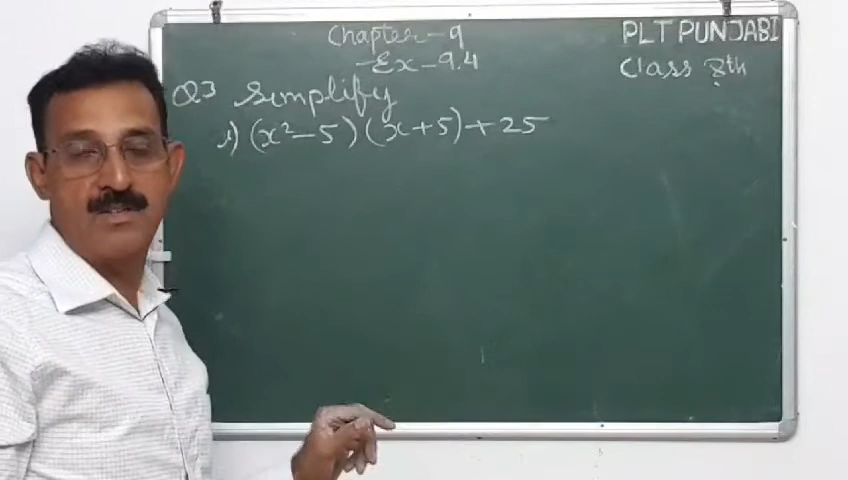 Chapter-9
Ex-9.4
PLT PUNJABI
Class 8th
Q3 Simplify
i) (x²-5)(x+5)+25